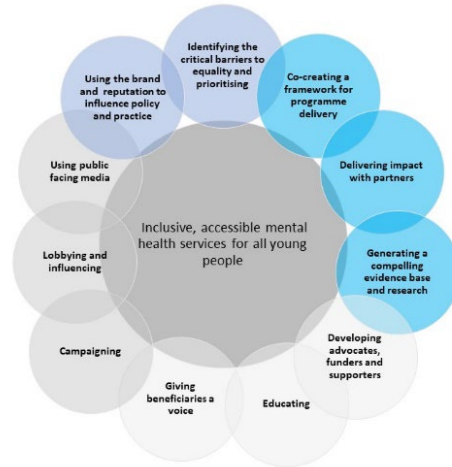 Identifying the
critical barriers to
equality and
prioritising
Co-creating a
framework for
programme
delivery
Delivering impact
with partners
Generating a
compelling
evidence base
and research
Developing
advocates,
funders and
supporters
Educating
Giving
beneficiaries a
voice
Campaigning
Lobbying and
influencing
Using public
facing media
Using the brand
and reputation to
influence policy
and practice
Inclusive, accessible mental
health services for all young
people